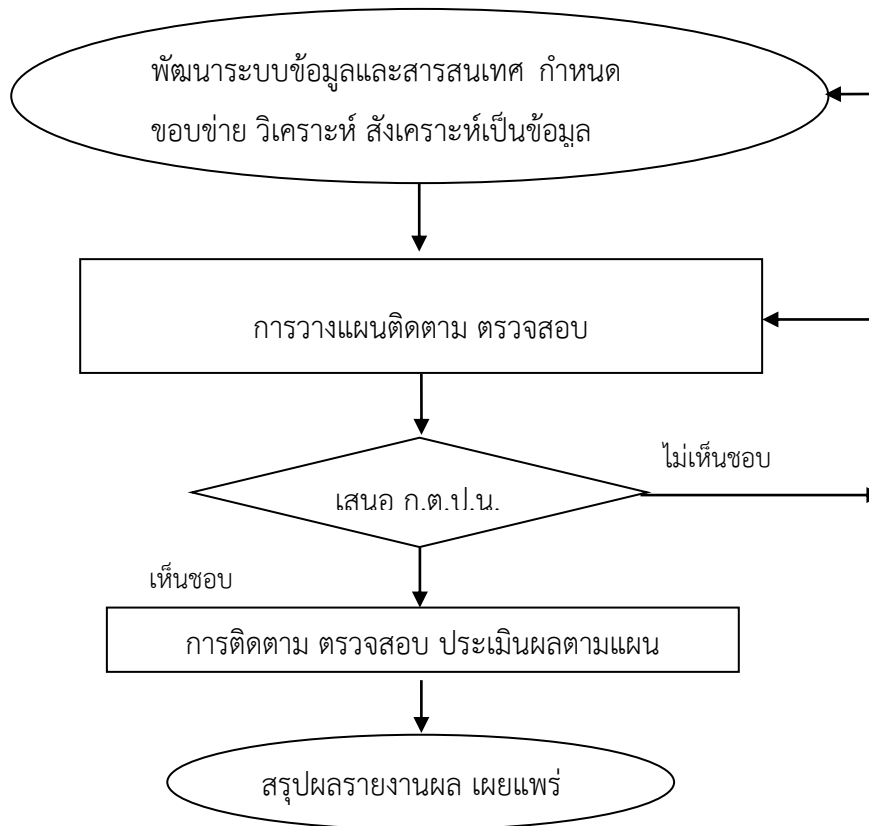 พัฒนาระบบข้อมูลและสารสนเทศ กำหนด
ขอบข่าย วิเคราะห์ สังเคราะห์เป็นข้อมูล
การวางแผนติดตาม ตรวจสอบ
ไม่เห็นชอบ
เสนอ ก.ต.ป.น.
เห็นชอบ
การติดตาม ตรวจสอบ ประเมินผลตามแผน
สรุปผลรายงานผล เผยแพร่